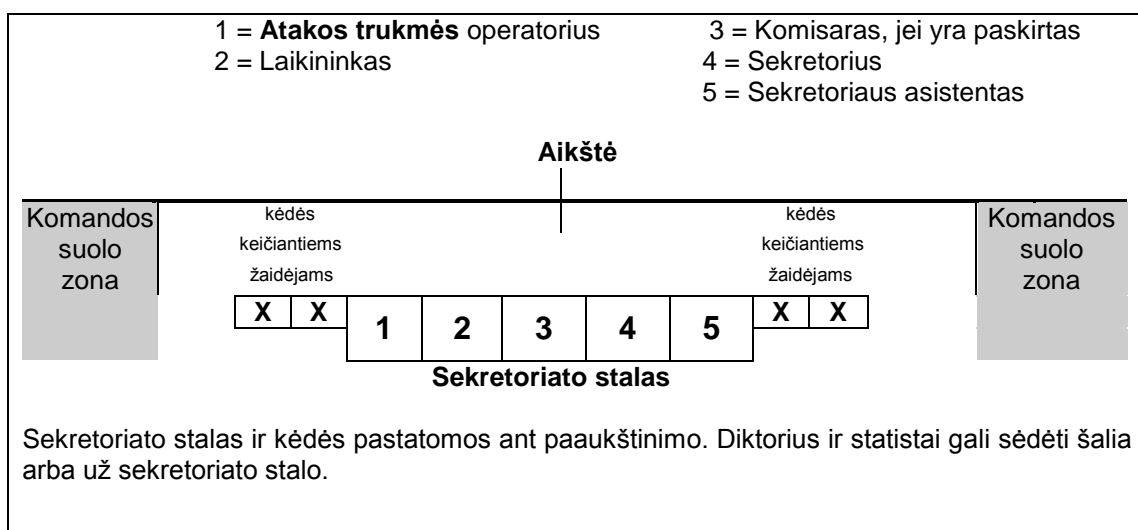 1 = Atakos trukmės operatorius
2 = Laikininkas
3 = Komisaras, jei yra paskirtas
4 = Sekretorius
5 = Sekretoriaus asistentas
Aikštė
Komandos
suolo
zona
kėdės
keičiantiems
žaidėjams
kėdės
keičiantiems
žaidėjams
Komandos
suolo
zona
X X 1 2 3 4 5 X X
Sekretoriato stalas
Sekretoriato stalas ir kėdės pastatomos ant paaukštinimo. Diktorius ir statistai gali sėdėti šalia
arba už sekretoriato stalo.